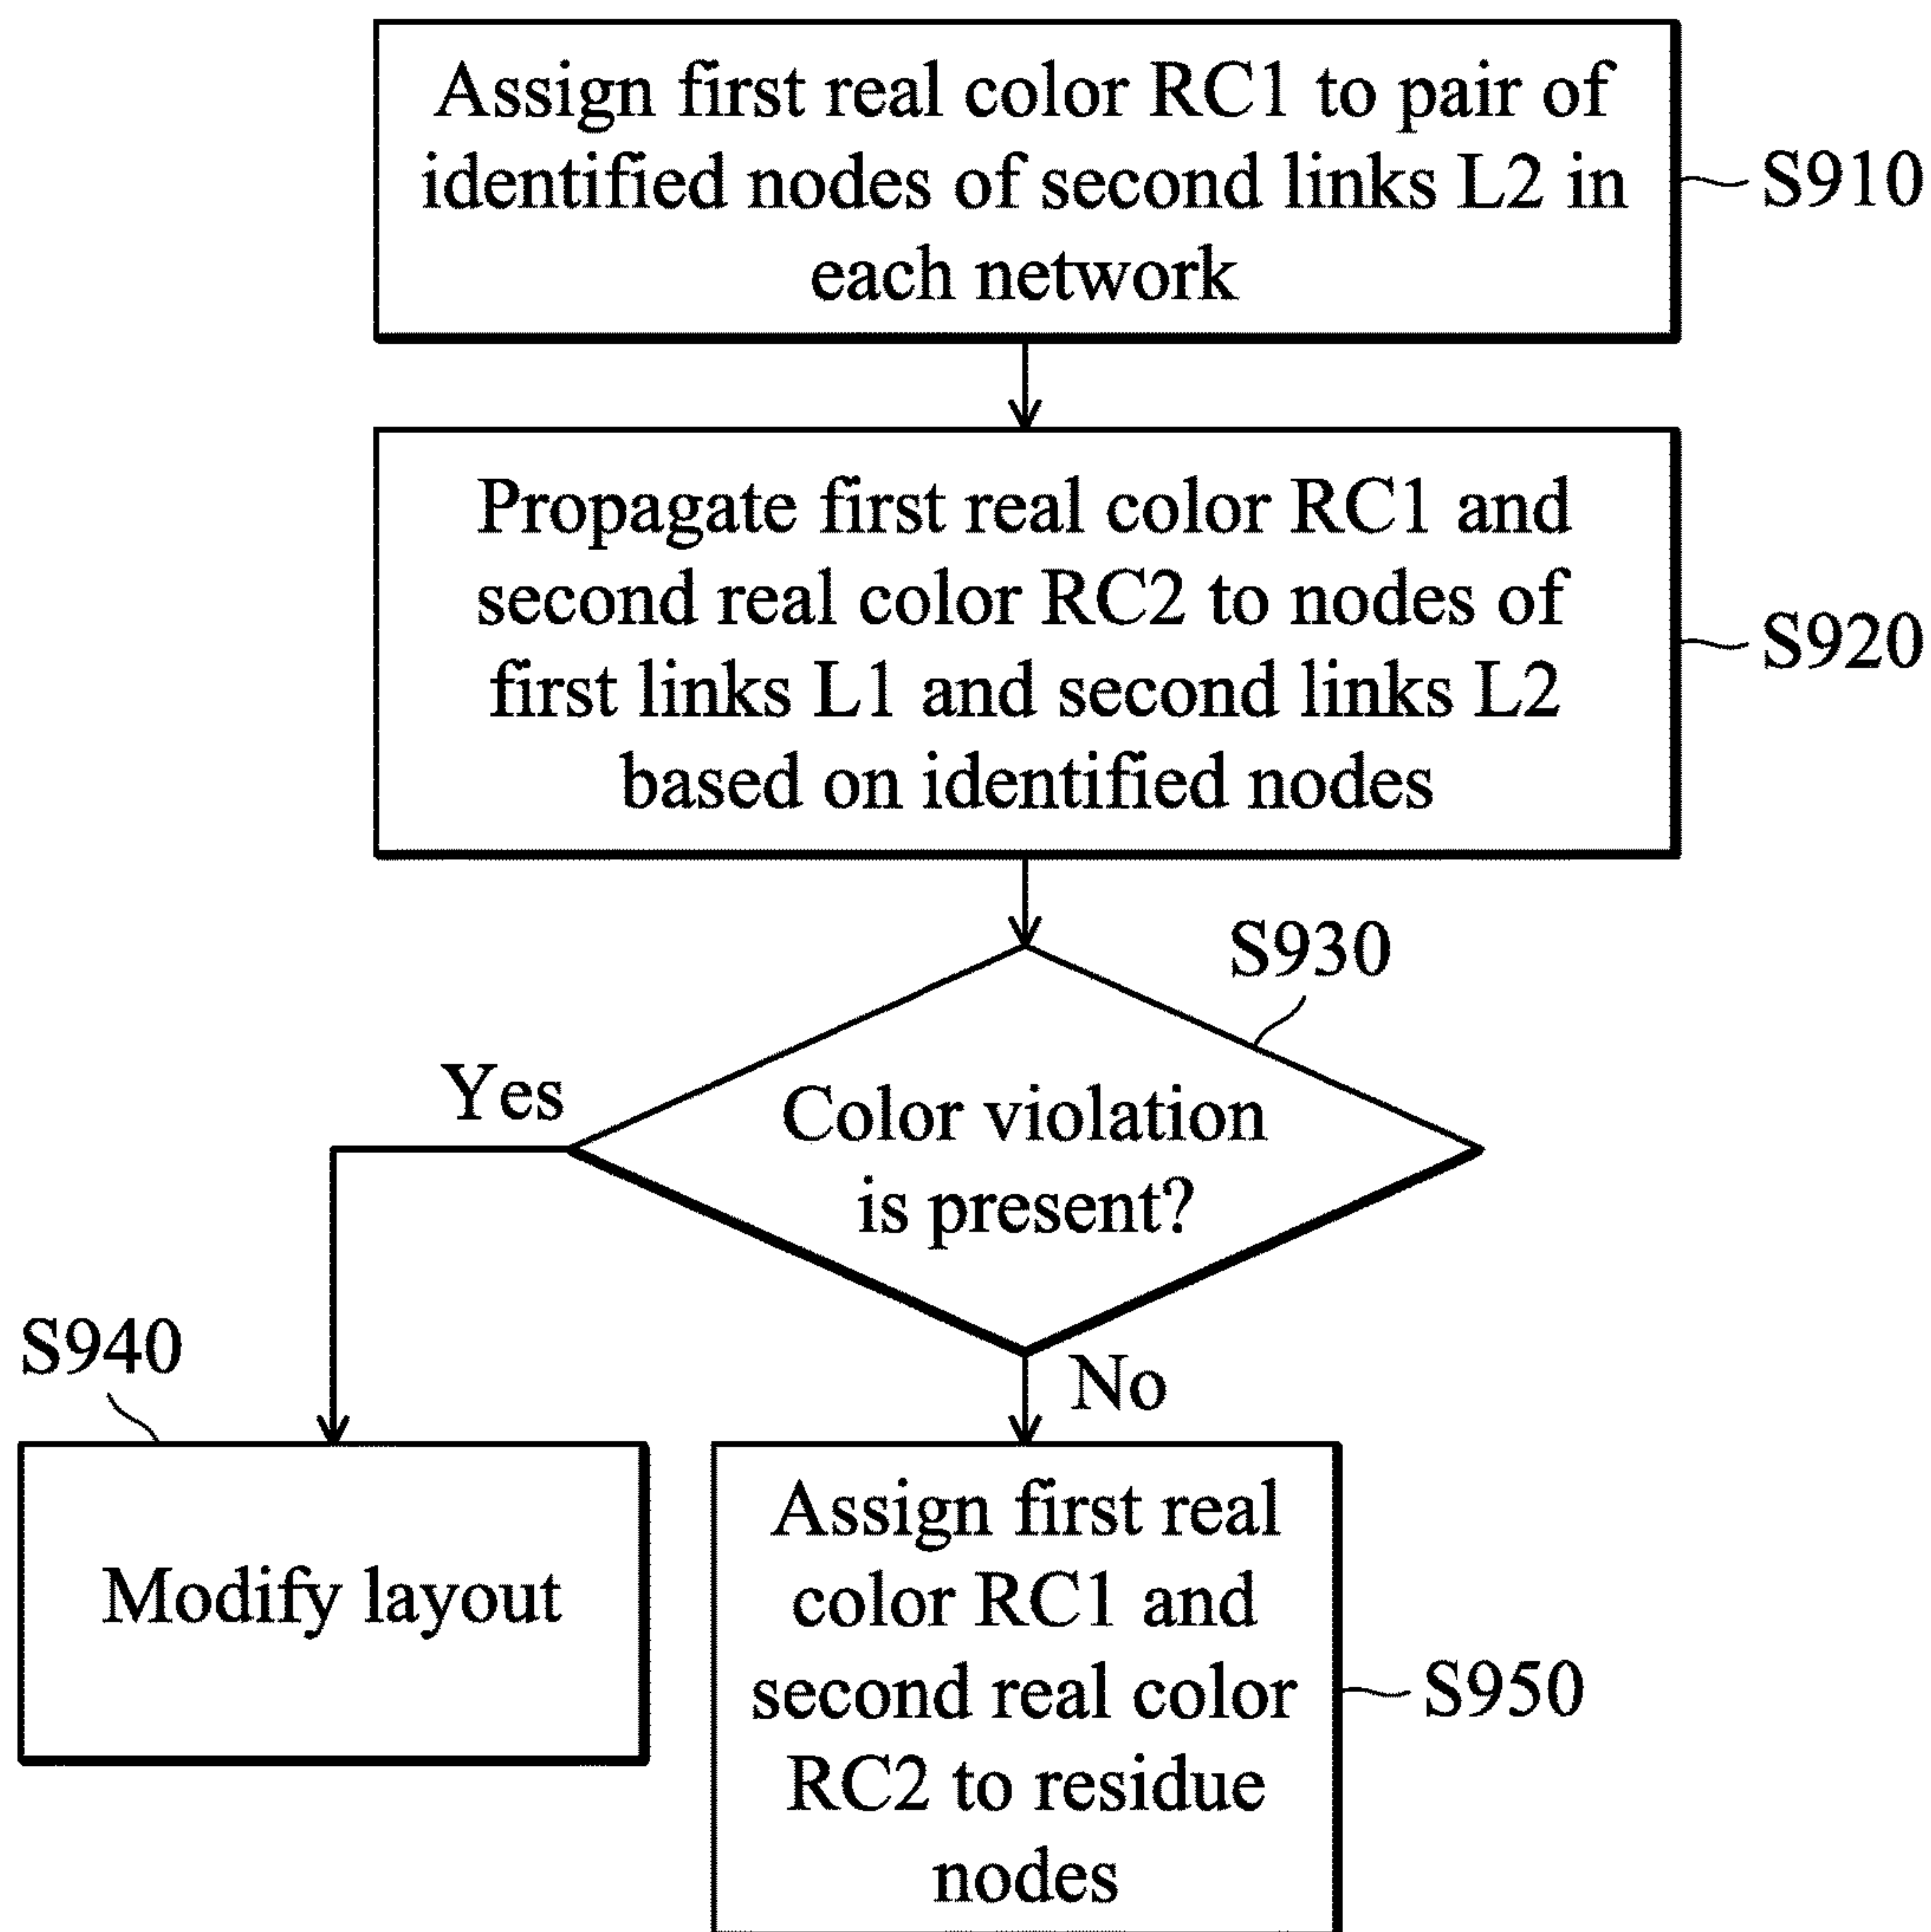 Assign first real color RC1 to pair of
identified nodes of second links L2 in
each network
S910
Propagate first real color RC1 and
second real color RC2 to nodes of
first links L1 and second links L2
based on identified nodes
S920
S930
Color violation
is present?
Yes
No
S940
Modify layout
Assign first real
color RC1 and
second real color
RC2 to residue
nodes
S950